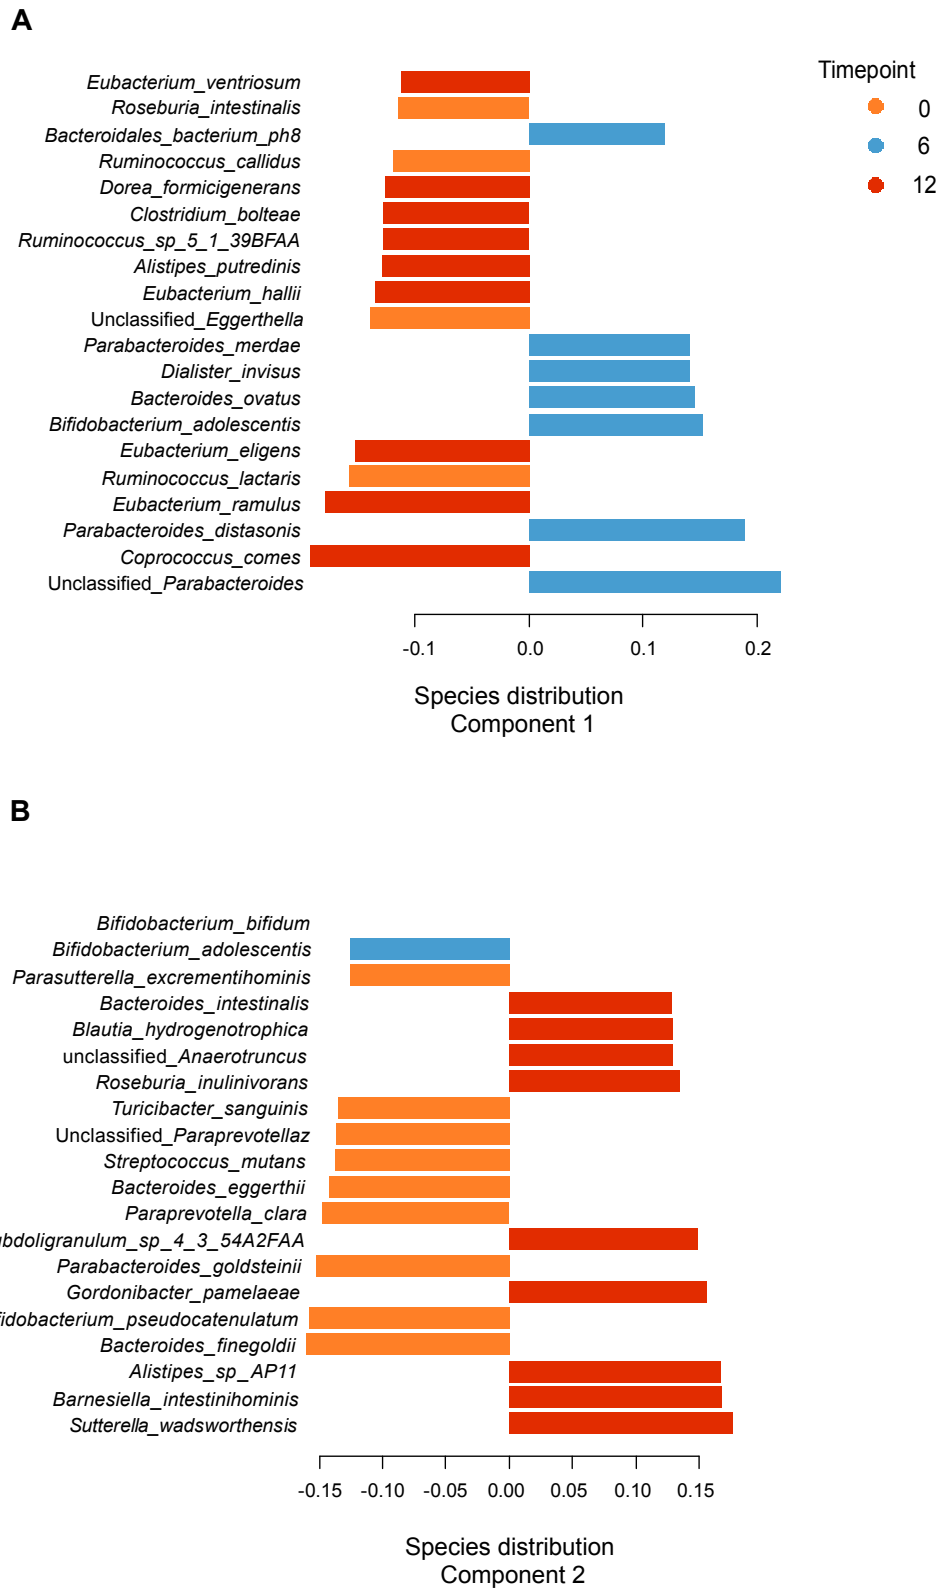 A
Timepoint
0
6
12
Eubacterium_ventriosum
Roseburia_intestinalis
Bacteroidales_bacterium_ph8
Ruminococcus_callidus
Dorea_formicigenerans
Clostridium_bolteae
Ruminococcus_sp_5_1_39BFAA
Alistipes_putredinis
Eubacterium_hallii
Unclassified_Eggerthella
Parabacteroides_merdae
Dialister_invisus
Bacteroides_ovatus
Bifidobacterium_adolescentis
Eubacterium_eligens
Ruminococcus_lactaris
Eubacterium_ramulus
Parabacteroides_distasonis
Coprococcus_comes
Unclassified_Parabacteroides
-0.1 0.0 0.1 0.2
Species distribution
Component 1
B
Bifidobacterium_bifidum
Bifidobacterium_adolescentis
Parasutterella_excrementihominis
Bacteroides_intestinalis
Blautia_hydrogenotrophica
unclassified_Anaerotruncus
Roseburia_inulinivorans
Turicibacter_sanguinis
Unclassified_Paraprevotellaz
Streptococcus_mutans
Bacteroides_eggerthii
Paraprevotella_clara
bdoligranulum_sp_4_3_54A2FAA
Parabacteroides_goldsteinii
Gordonibacter_pamelaeae
idobacterium_pseudocatenulatum
Bacteroides_finegoldii
Alistipes_sp_AP11
Barnesiella_intestinihominis
Sutterella_wadsworthensis
-0.15 -0.10 -0.05 0.00 0.05 0.10 0.15
Species distribution
Component 2